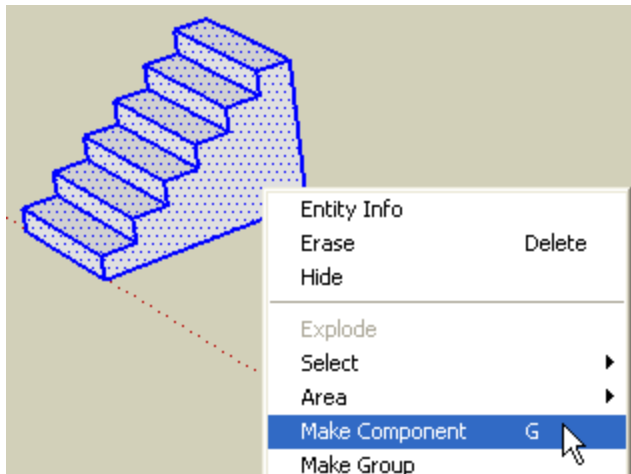 Entity Info
Erase Delete
Hide
Explode
Select
Area
Make Component G
Make Group